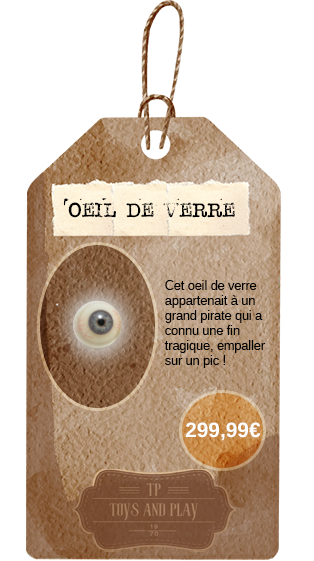 OEIL DE VERRE
Cet oeil de verre
appartenait à un
grand pirate qui a
connu une fin
tragique, empaller
sur un pic !
299,99€
TP
TOYS AND PLAY
19
75